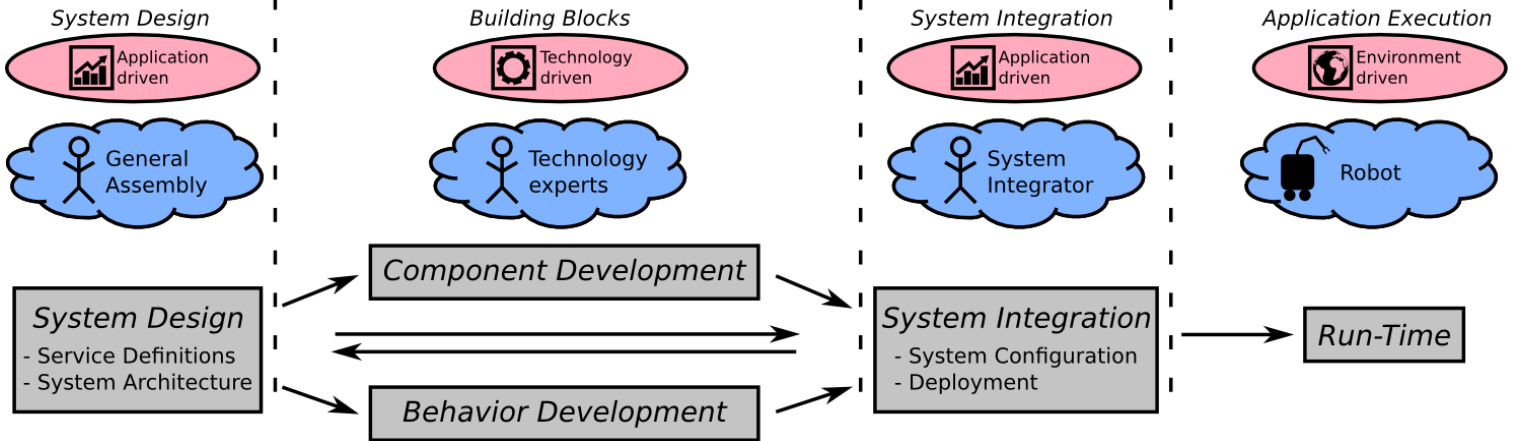 System Design
Building Blocks
System Integration
Application Execution
Application
driven
Technology
driven
Application
driven
Environment
driven
General
Assembly
Technology
experts
System
Integrator
Robot
Component Development
System Design
- Service Definitions
- System Architecture
System Integration
- System Configuration
- Deployment
Run-Time
Behavior Development